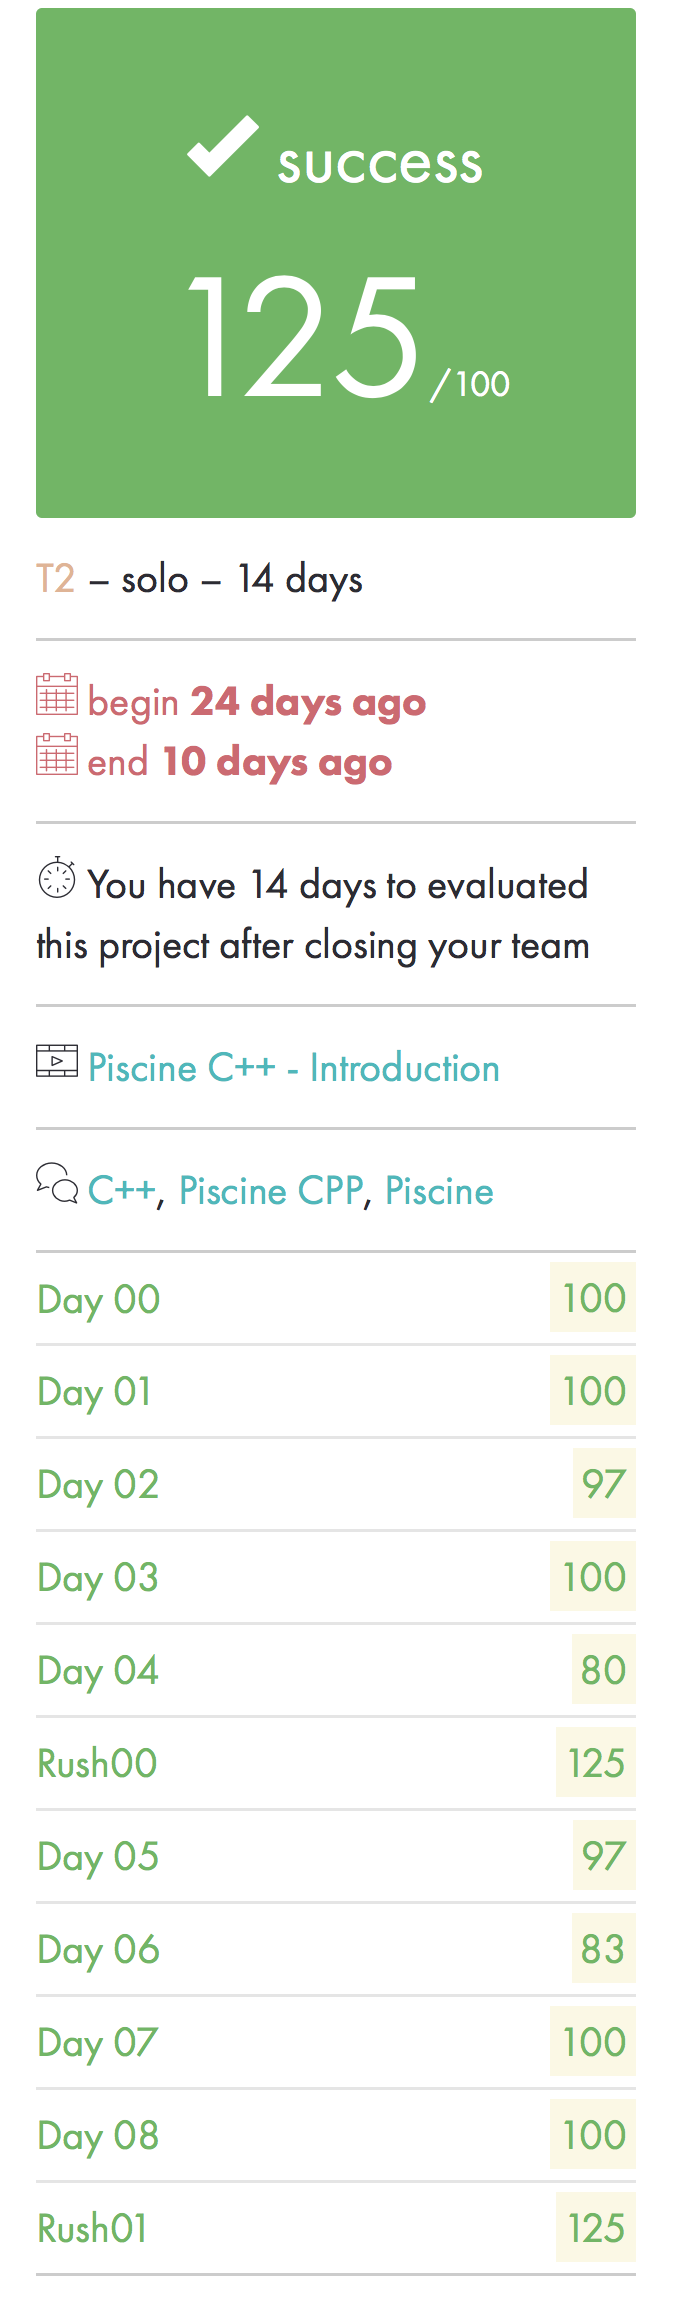 success
125/100
T2 – solo – 14 days
begin 24 days ago
end 10 days ago
You have 14 days to evaluated
this project after closing your team
Piscine C++ - Introduction
C++, Piscine CPP, Piscine
Day 00 100
Day 01 100
Day 02 97
Day 03 100
Day 04 80
Rush00 125
Day 05 97
Day 06 83
Day 07 100
Day 08 100
Rush01 125